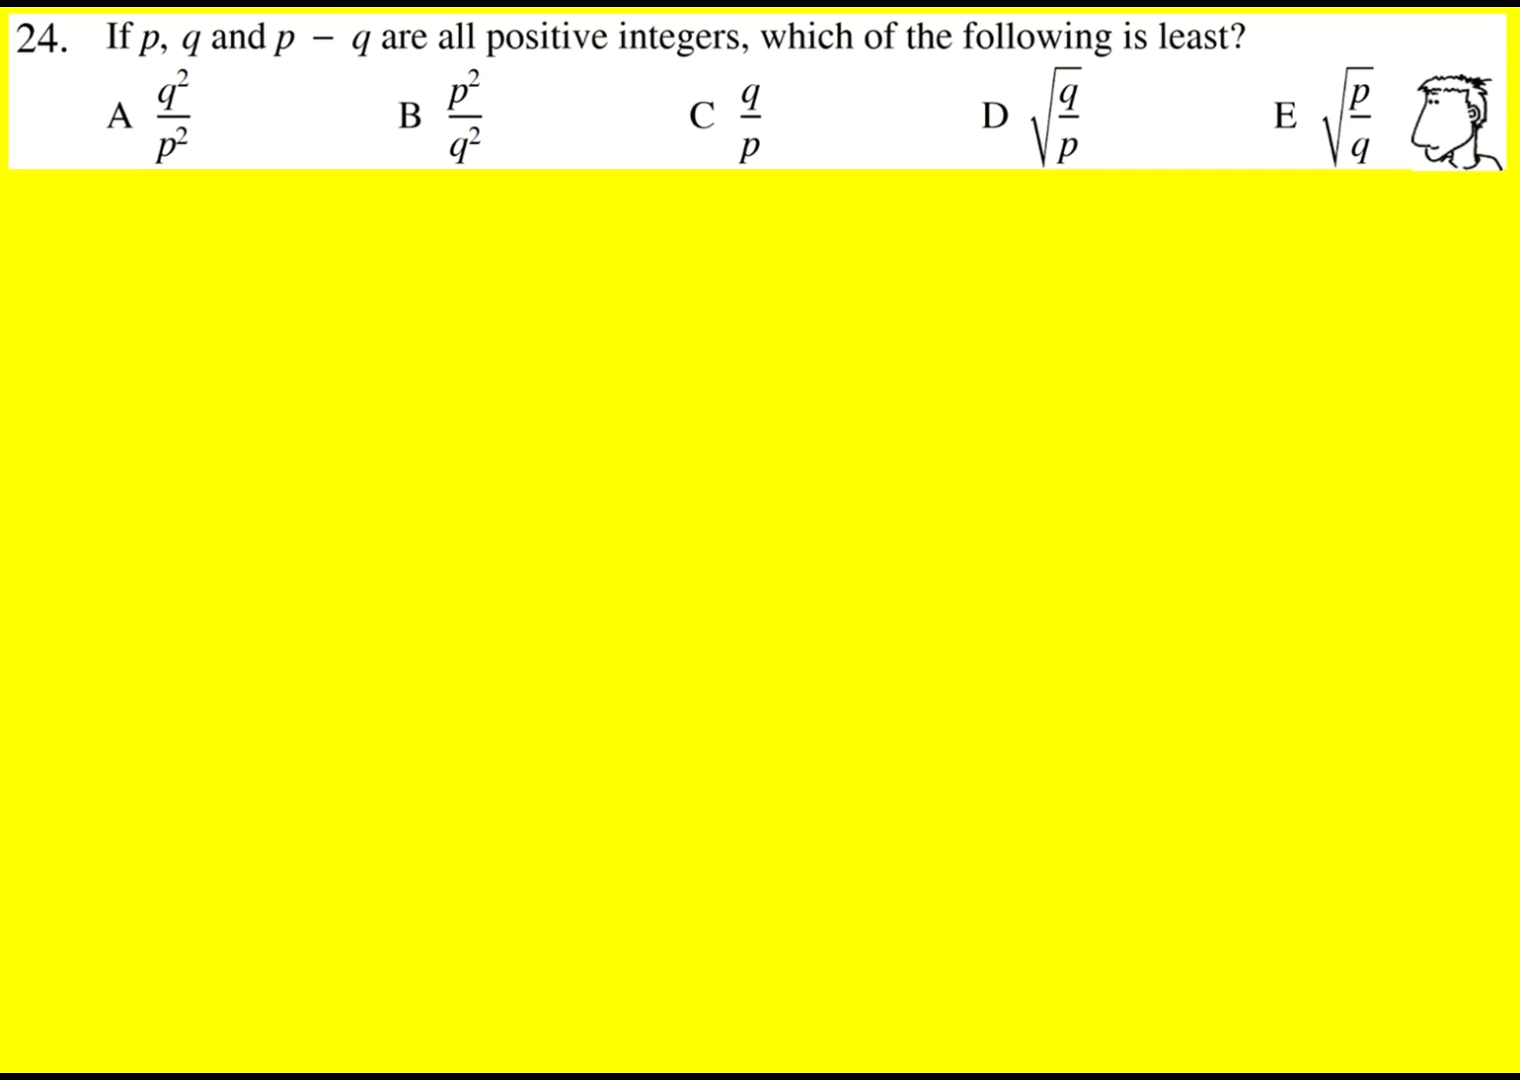 24. If p, q and p − q are all positive integers, which of the following is least?
A q²/p² B p²/q² C q/p D √(q/p) E √(p/q)